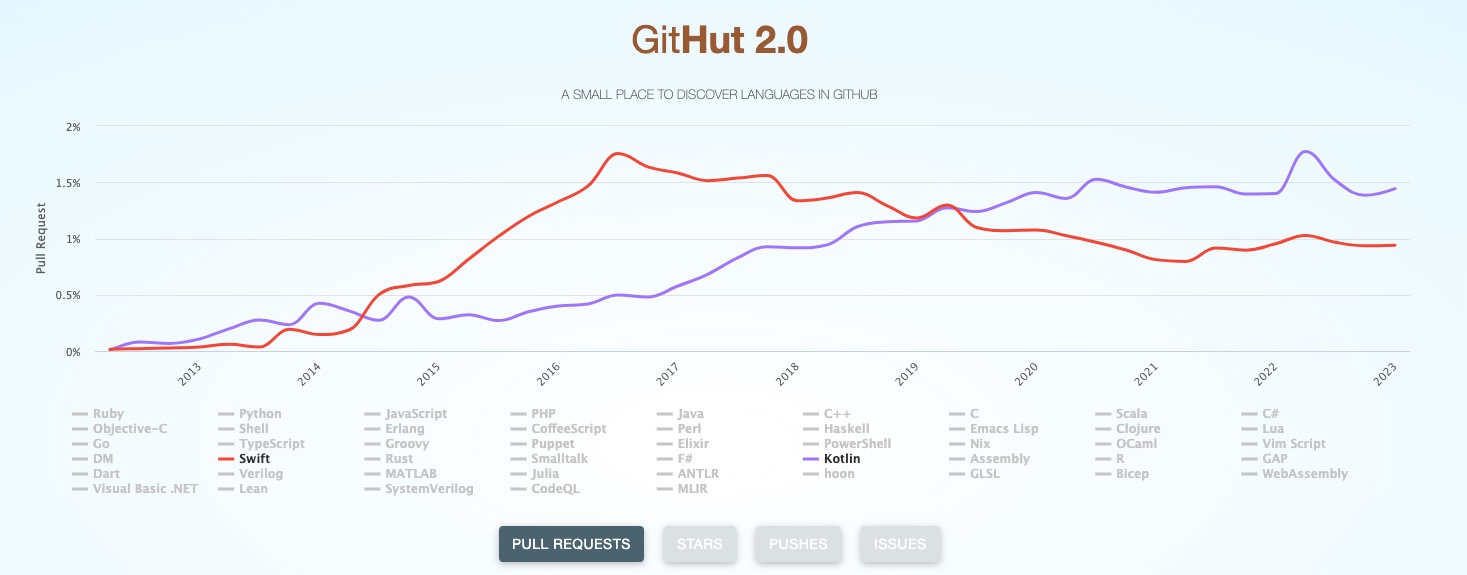 GitHut 2.0
A SMALL PLACE TO DISCOVER LANGUAGES IN GITHUB
2%
1.5%
1%
0.5%
0%
Pull Request
2013 2014 2015 2016 2017 2018 2019 2020 2021 2022 2023
Ruby Python JavaScript PHP Java C++ C Scala C#
Objective-C Shell Erlang CoffeeScript Perl Haskell Emacs Lisp Clojure Lua
Go TypeScript Groovy Puppet Elixir PowerShell Nix OCaml Vim Script
DM Swift Rust Smalltalk F# Kotlin Assembly R GAP
Dart Verilog MATLAB Julia ANTLR hoon GLSL Bicep WebAssembly
Visual Basic .NET Lean SystemVerilog CodeQL MLIR
PULL REQUESTS STARS PUSHES ISSUES